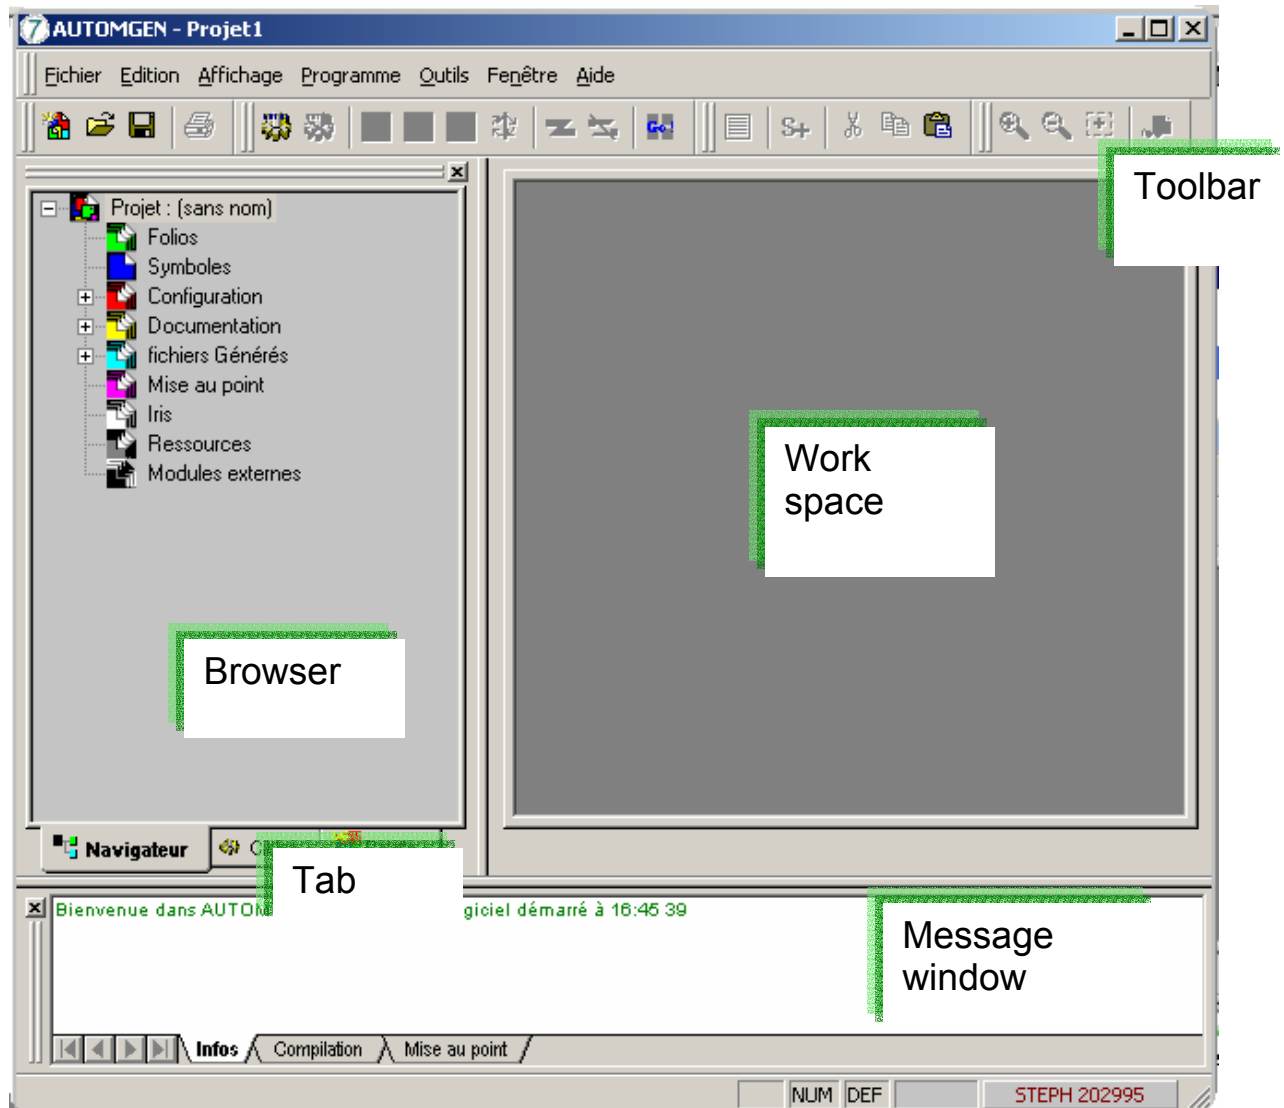 AUTOMGEN - Projet1
Fichier Edition Affichage Programme Outils Fenêtre Aide
S+ Go!
Toolbar
Projet : (sans nom)
Folios
Symboles
Configuration
Documentation
fichiers Générés
Mise au point
Iris
Ressources
Modules externes
Work
space
Browser
Navigateur
Tab
Bienvenue dans giciel démarré à 16:45 39
Message
window
Infos Compilation Mise au point
NUM DEF STEPH 202995